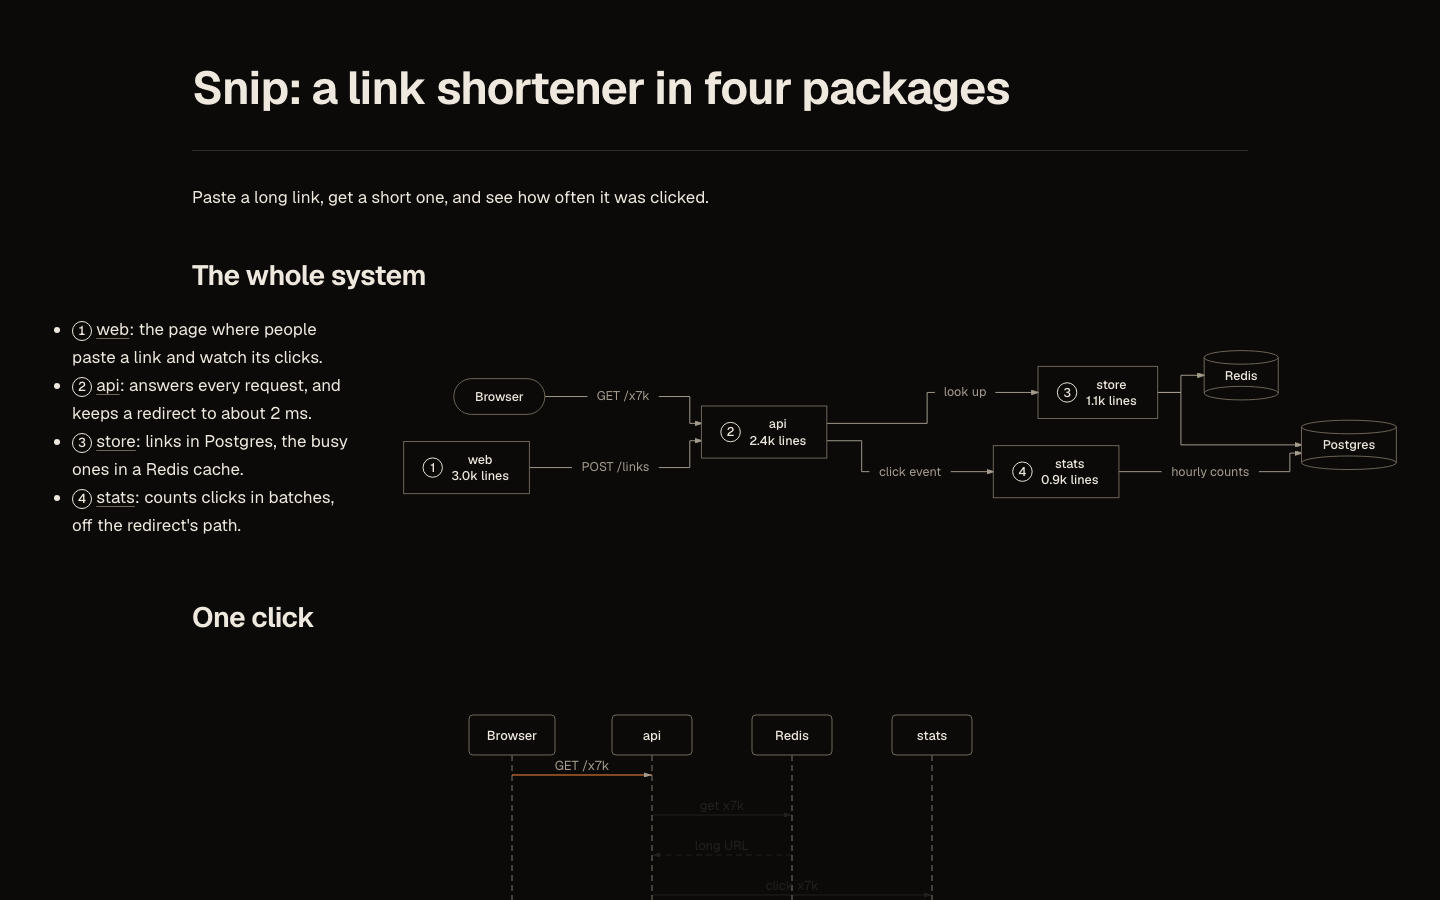 Snip: a link shortener in four packages
Paste a long link, get a short one, and see how often it was clicked.
The whole system
1 web: the page where people
paste a link and watch its clicks.
2 api: answers every request, and
keeps a redirect to about 2 ms.
3 store: links in Postgres, the busy
ones in a Redis cache.
4 stats: counts clicks in batches,
off the redirect's path.
Browser
GET /x7k
1 web
3.0k lines
POST /links
2 api
2.4k lines
look up
click event
3 store
1.1k lines
4 stats
0.9k lines
hourly counts
Redis
Postgres
One click
Browser
api
Redis
stats
GET /x7k
get x7k
long URL
click x7k